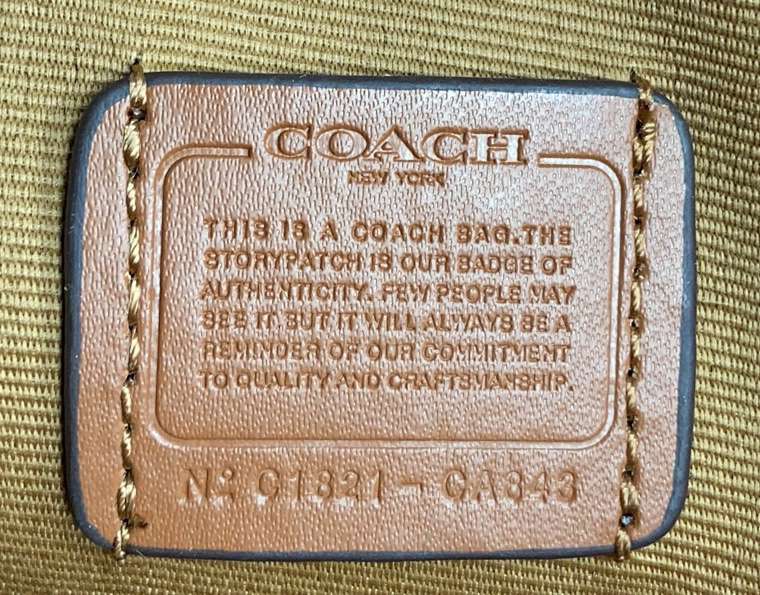 COACH
NEW YORK
THIS IS A COACH BAG. THE
STORYPATCH IS OUR BADGE OF
AUTHENTICITY. FEW PEOPLE MAY
SEE IT BUT IT WILL ALWAYS BE A
REMINDER OF OUR COMMITMENT
TO QUALITY AND CRAFTSMANSHIP.
Nº C1821 - CA343